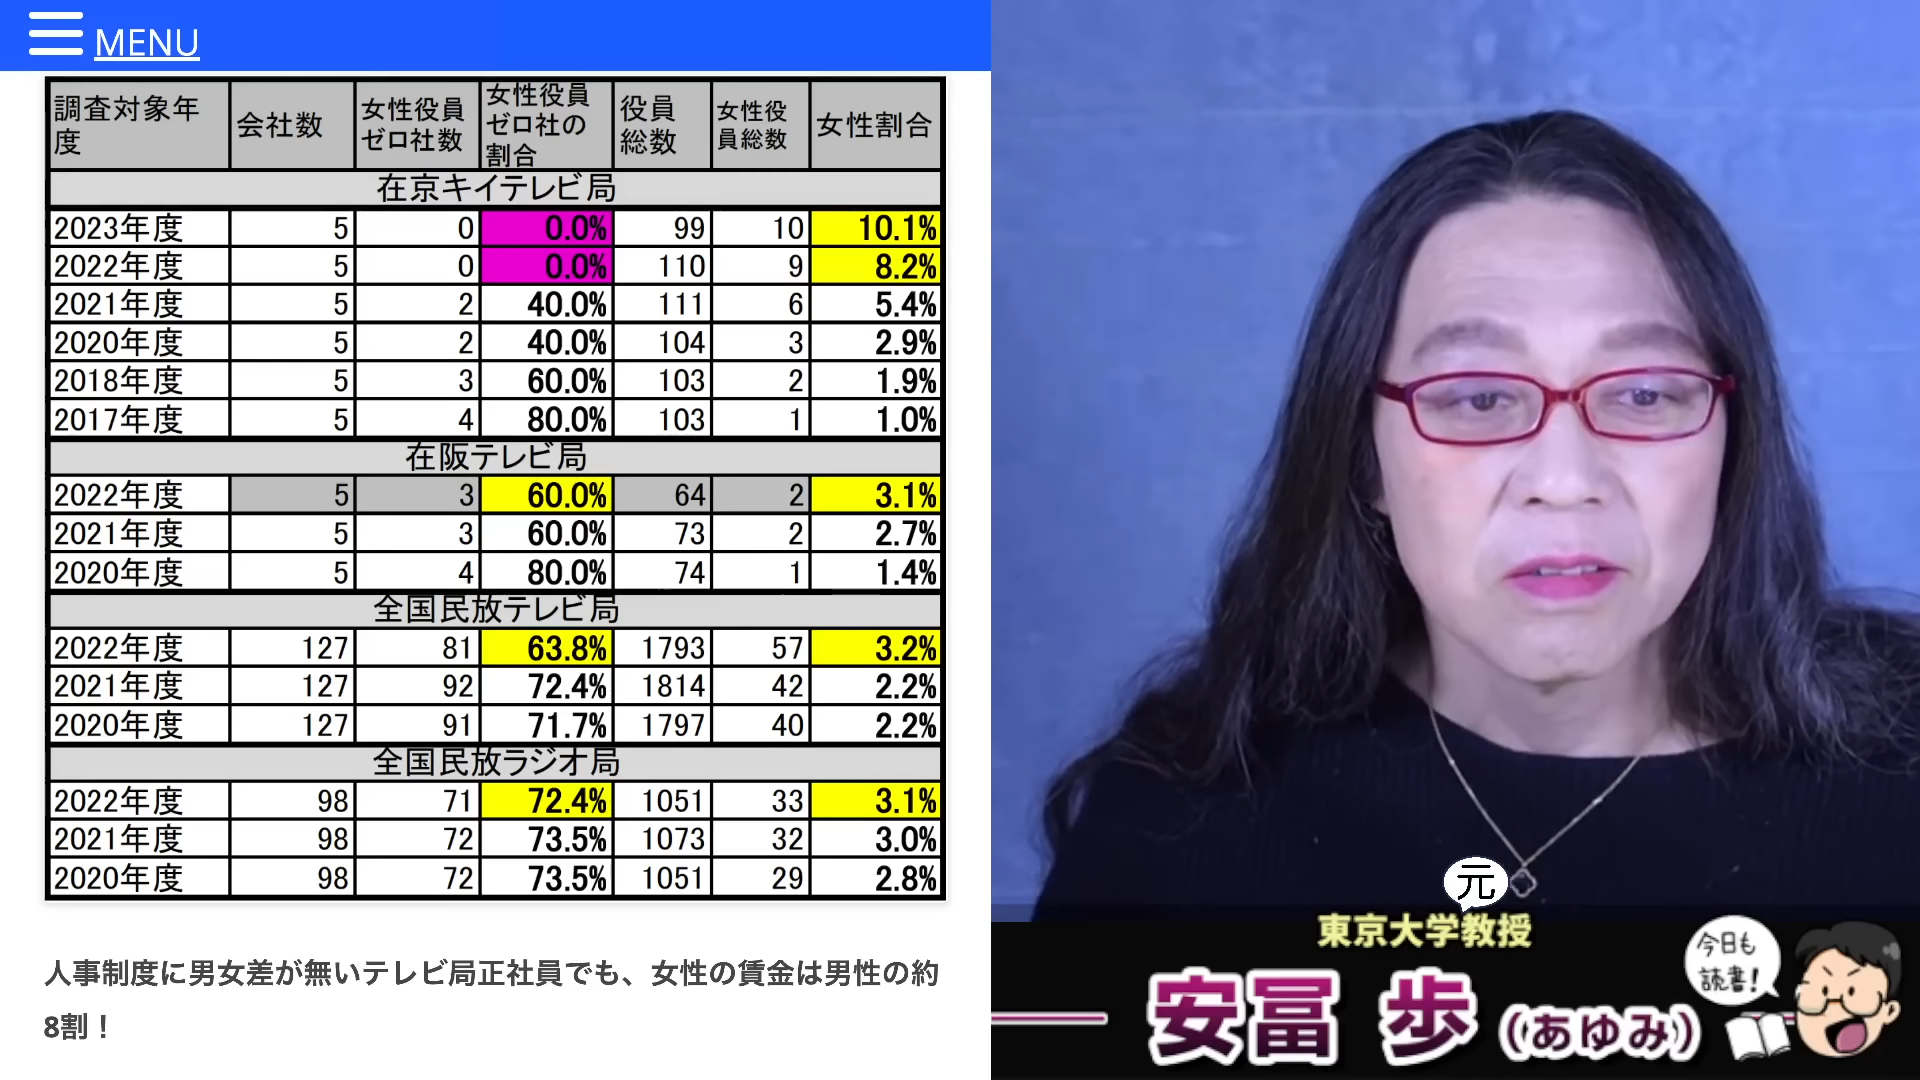 MENU
調査対象年度 会社数 女性役員ゼロ社数 女性役員ゼロ社の割合 役員総数 女性役員総数 女性割合
在京キイテレビ局
2023年度 5 0 0.0% 99 10 10.1%
2022年度 5 0 0.0% 110 9 8.2%
2021年度 5 2 40.0% 111 6 5.4%
2020年度 5 2 40.0% 104 3 2.9%
2018年度 5 3 60.0% 103 2 1.9%
2017年度 5 4 80.0% 103 1 1.0%
在阪テレビ局
2022年度 5 3 60.0% 64 2 3.1%
2021年度 5 3 60.0% 73 2 2.7%
2020年度 5 4 80.0% 74 1 1.4%
全国民放テレビ局
2022年度 127 81 63.8% 1793 57 3.2%
2021年度 127 92 72.4% 1814 42 2.2%
2020年度 127 91 71.7% 1797 40 2.2%
全国民放ラジオ局
2022年度 98 71 72.4% 1051 33 3.1%
2021年度 98 72 73.5% 1073 32 3.0%
2020年度 98 72 73.5% 1051 29 2.8%
人事制度に男女差が無いテレビ局正社員でも、女性の賃金は男性の約
8割！
元
東京大学教授
安冨 歩 (あゆみ)
今日も
読書!